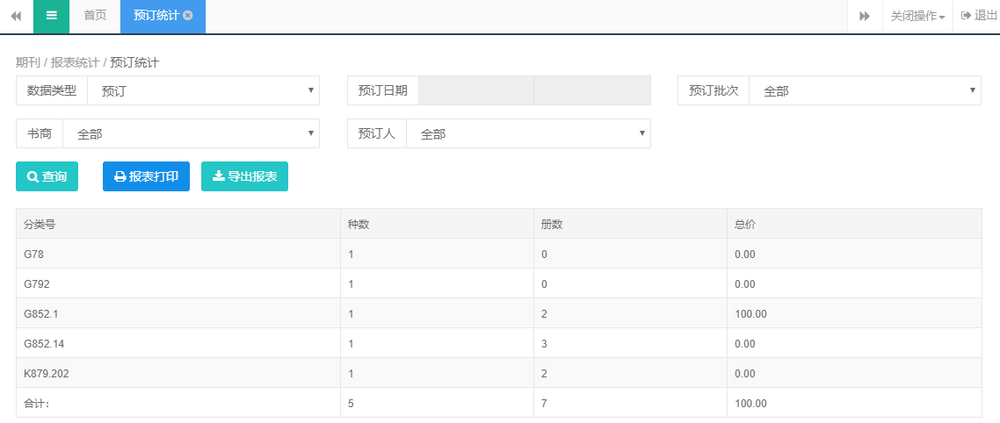 首页 预订统计 关闭操作 退出
期刊 / 报表统计 / 预订统计
数据类型 预订 预订日期 预订批次 全部
书商 全部 预订人 全部
查询 报表打印 导出报表
分类号 种数 册数 总价
G78 1 0 0.00
G792 1 0 0.00
G852.1 1 2 100.00
G852.14 1 3 0.00
K879.202 1 2 0.00
合计: 5 7 100.00